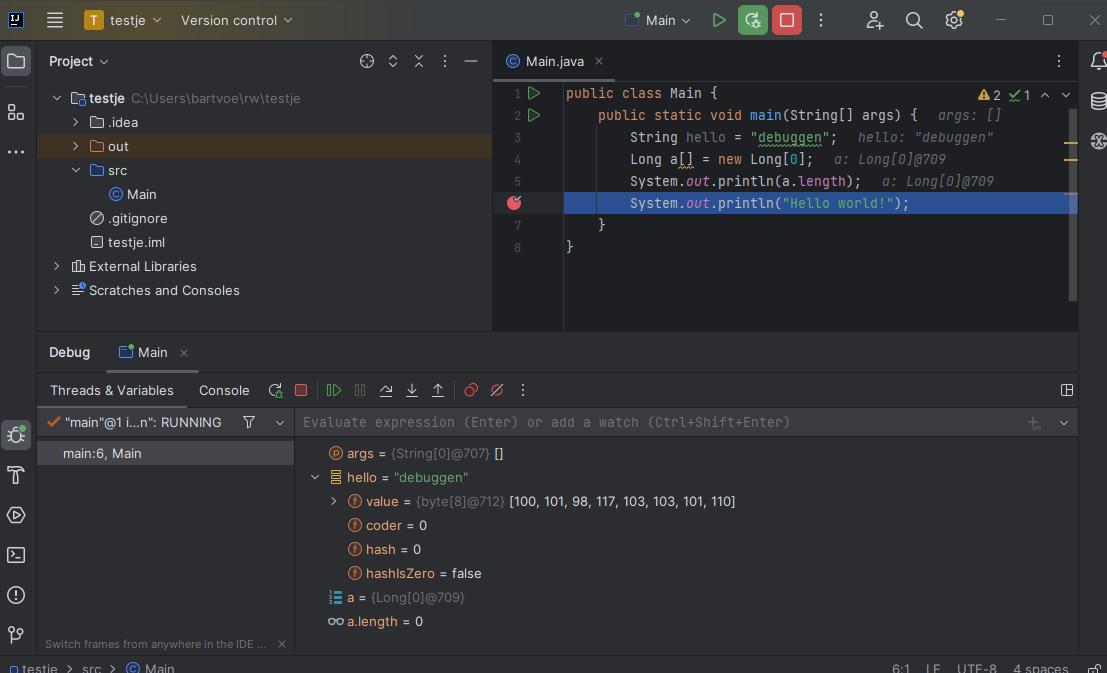 IJ
T testje Version control Main
Project
Main.java
testje C:\Users\bartvoe\rw\testje
.idea
out
src
Main
.gitignore
testje.iml
External Libraries
Scratches and Consoles
2 1
1 public class Main {
2 public static void main(String[] args) { args: []
3 String hello = "debuggen"; hello: "debuggen"
4 Long a[] = new Long[0]; a: Long[0]@709
5 System.out.println(a.length); a: Long[0]@709
System.out.println("Hello world!");
7 }
8 }
Debug Main
Threads & Variables Console
"main"@1 i...n": RUNNING
Evaluate expression (Enter) or add a watch (Ctrl+Shift+Enter)
main:6, Main
args = {String[0]@707} []
hello = "debuggen"
value = {byte[8]@712} [100, 101, 98, 117, 103, 103, 101, 110]
coder = 0
hash = 0
hashIsZero = false
a = {Long[0]@709}
a.length = 0
Switch frames from anywhere in the IDE ...
testje > src > Main 6:1 LF UTF-8 4 spaces